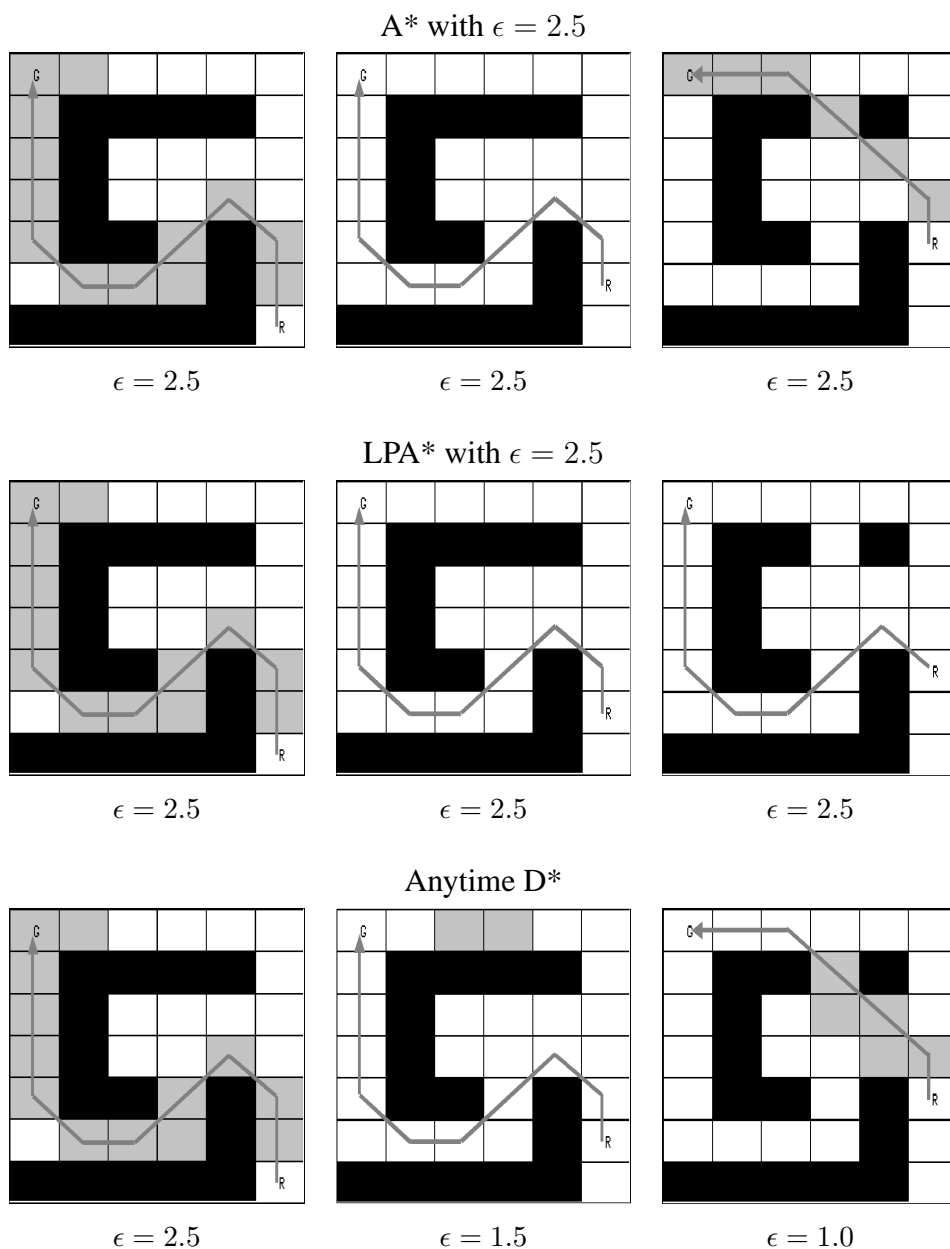 A* with ϵ = 2.5
G G G
R
R
R
ϵ = 2.5 ϵ = 2.5 ϵ = 2.5
LPA* with ϵ = 2.5
G G G
R
R
R
ϵ = 2.5 ϵ = 2.5 ϵ = 2.5
Anytime D*
G G G
R
R
R
ϵ = 2.5 ϵ = 1.5 ϵ = 1.0